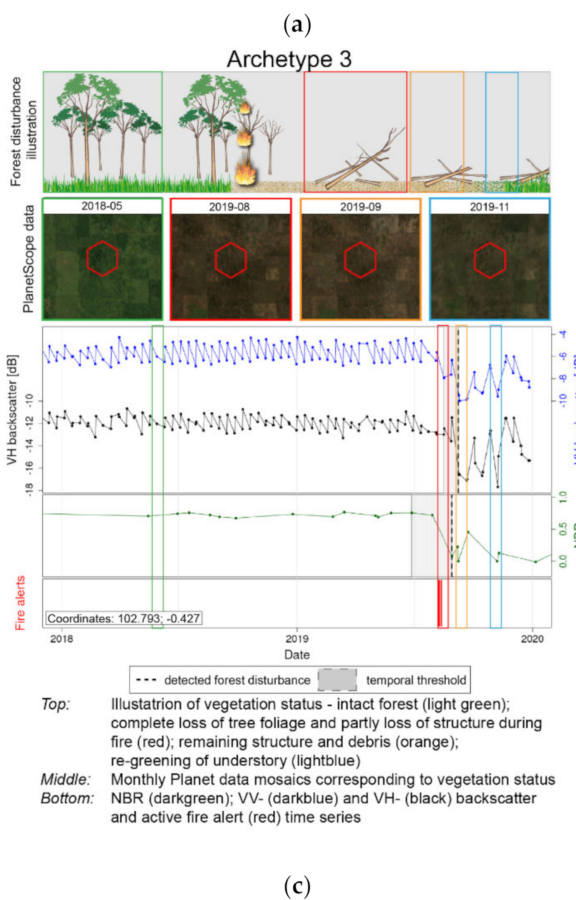 (a)
Archetype 3
Forest disturbance
illustration
PlanetScope data
2018-05
2019-08
2019-09
2019-11
VH backscatter [dB]
-10
-12
-14
-16
-18
-4
-6
-8
-10
1.0
0.5
0.0
NBR
Fire alerts
Coordinates: 102.793; -0.427
2018
2019
2020
Date
detected forest disturbance
temporal threshold
Top: Illustatrion of vegetation status - intact forest (light green);
complete loss of tree foliage and partly loss of structure during
fire (red); remaining structure and debris (orange);
re-greening of understory (lightblue)
Middle: Monthly Planet data mosaics corresponding to vegetation status
Bottom: NBR (darkgreen); VV- (darkblue) and VH- (black) backscatter
and active fire alert (red) time series
(c)